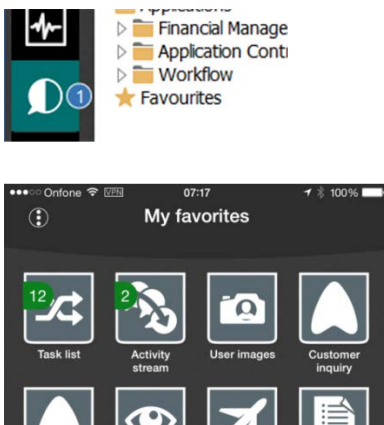 Applications
Financial Manage
Application Cont
Workflow
1
Favourites
Onfone VPN 07:17 100%
My favorites
12
2
Task list
Activity
stream
User images
Customer
inquiry